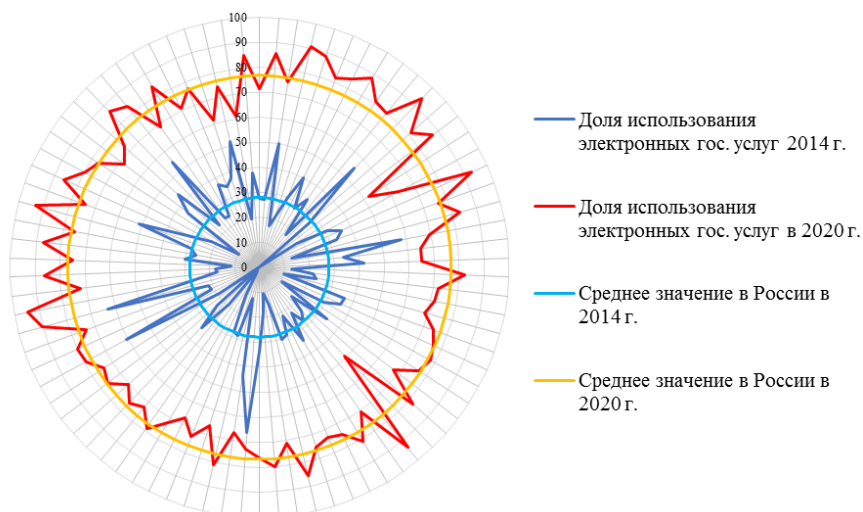 100
90
80
70
60
50
40
30
20
10
0
Доля использования
электронных гос. услуг 2014 г.
Доля использования
электронных гос. услуг в 2020 г.
Среднее значение в России в
2014 г.
Среднее значение в России в
2020 г.